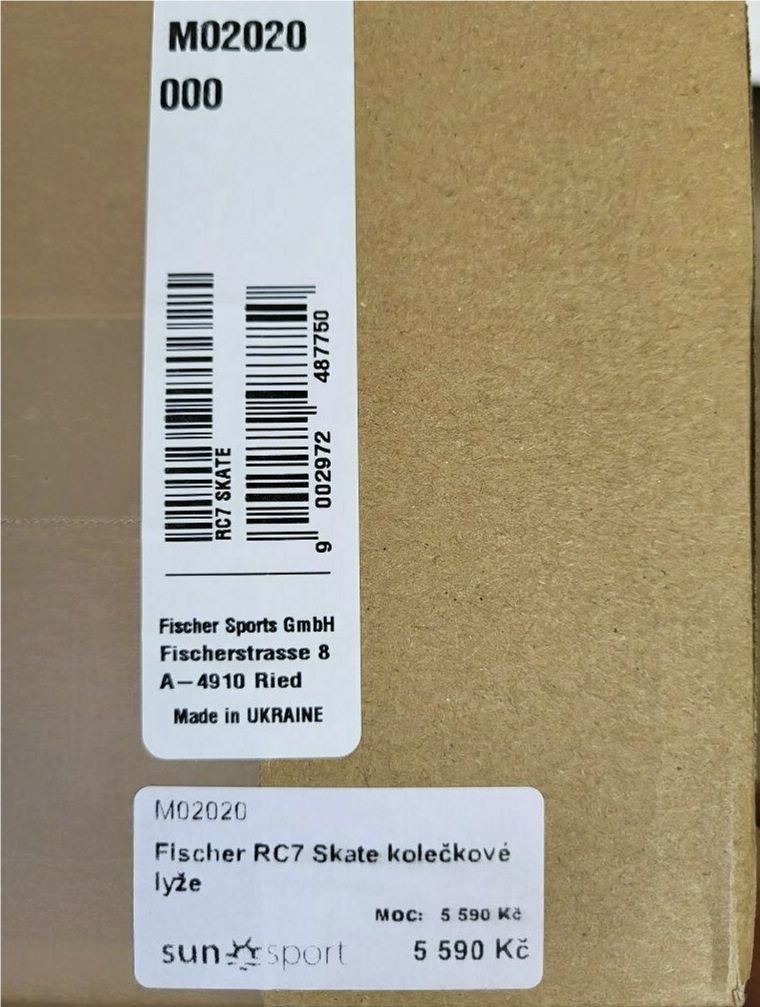 M02020
000
RC7 SKATE
9 002972 487750
Fischer Sports GmbH
Fischerstrasse 8
A—4910 Ried
Made in UKRAINE
M02020
Fischer RC7 Skate kolečkové
lyže
MOC: 5 590 Kč
sun sport 5 590 Kč